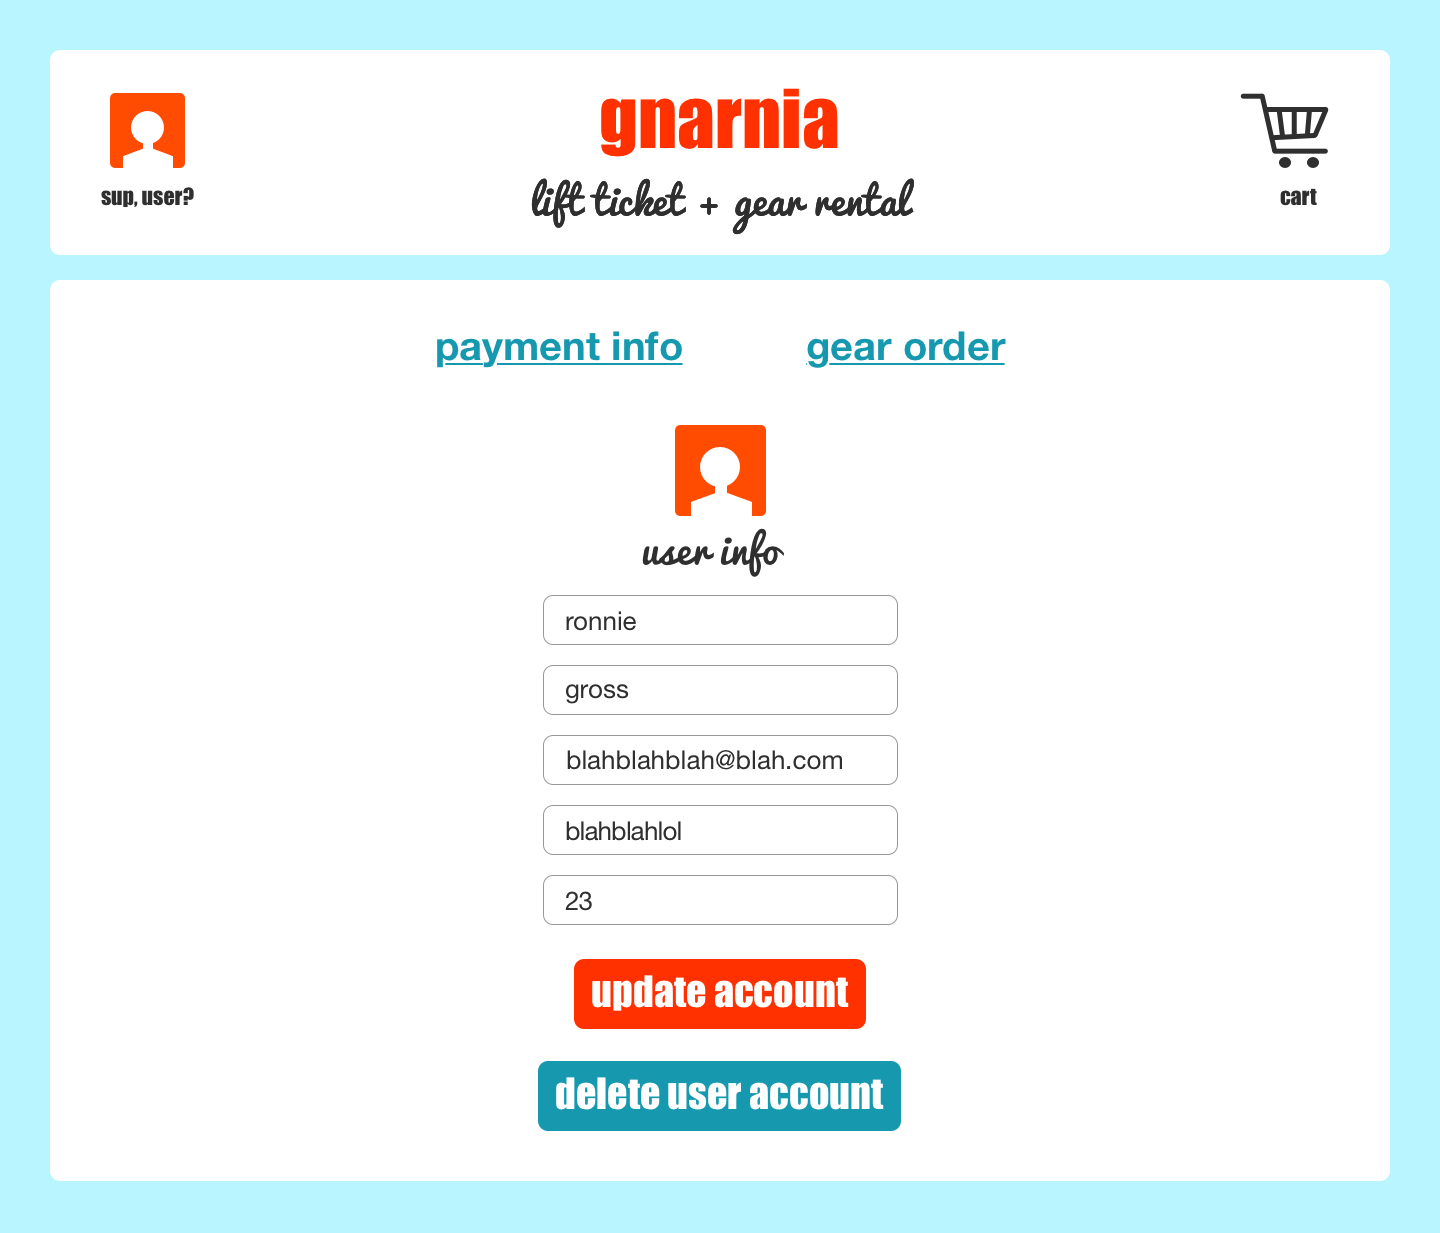 gnarnia
lift ticket + gear rental
sup, user?
cart
payment info
gear order
user info
ronnie
gross
blahblahblah@blah.com
blahblahlol
23
update account
delete user account